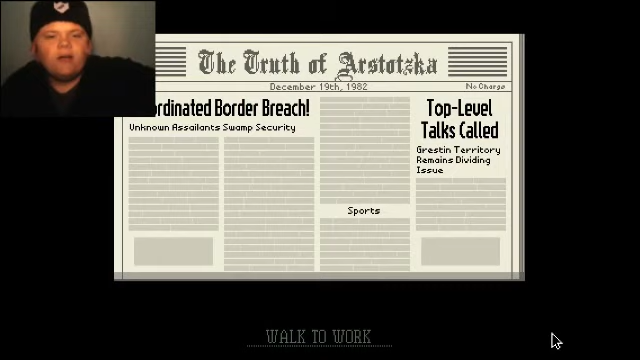 The Truth of Arstotzka
December 19th, 1982
No Charge
ordinated Border Breach!
Unknown Assailants Swamp Security
Top-Level
Talks Called
Grestin Territory
Remains Dividing
Issue
Sports
WALK TO WORK